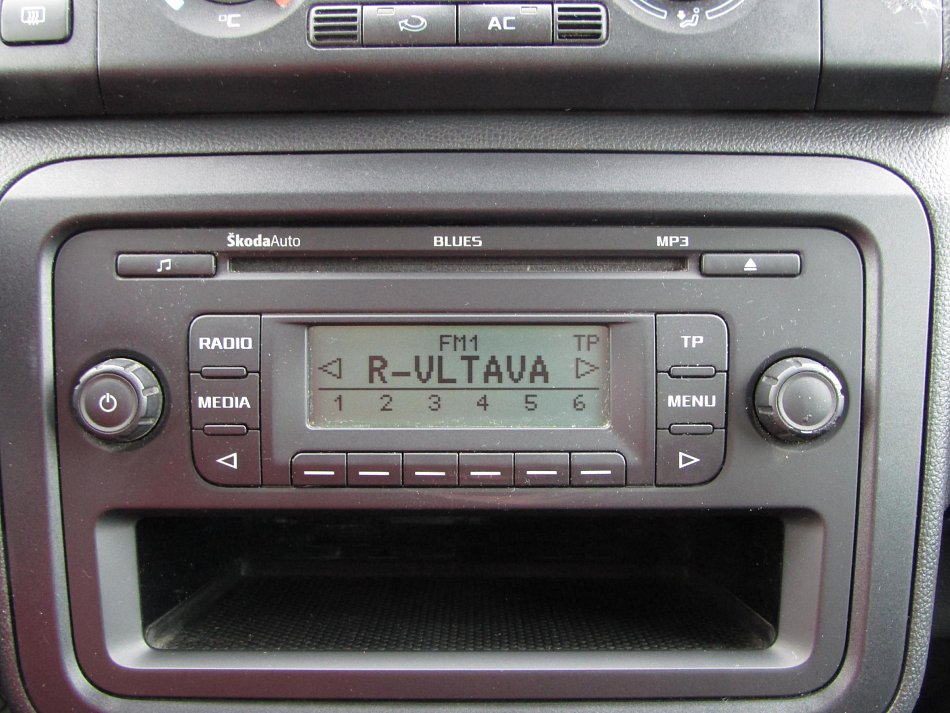 °C
AC
ŠkodaAuto BLUES MP3
RADIO FM1 TP TP
R-VLTAVA
MEDIA 1 2 3 4 5 6 MENU